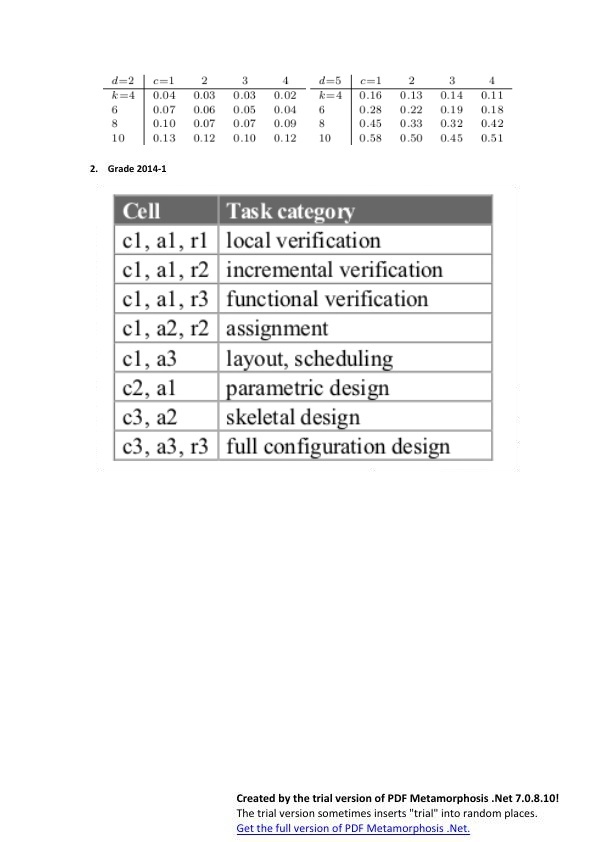 d=2 c=1 2 3 4 d=5 c=1 2 3 4
k=4 0.04 0.03 0.03 0.02 k=4 0.16 0.13 0.14 0.11
6 0.07 0.06 0.05 0.04 6 0.28 0.22 0.19 0.18
8 0.10 0.07 0.07 0.09 8 0.45 0.33 0.32 0.42
10 0.13 0.12 0.10 0.12 10 0.58 0.50 0.45 0.51
2. Grade 2014-1
Cell Task category
c1, a1, r1 local verification
c1, a1, r2 incremental verification
c1, a1, r3 functional verification
c1, a2, r2 assignment
c1, a3 layout, scheduling
c2, a1 parametric design
c3, a2 skeletal design
c3, a3, r3 full configuration design
Created by the trial version of PDF Metamorphosis .Net 7.0.8.10!
The trial version sometimes inserts "trial" into random places.
Get the full version of PDF Metamorphosis .Net.